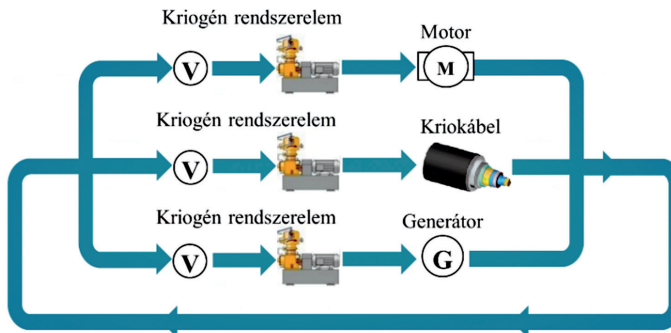 Kriogén rendszerelem
Motor
V
M
Kriogén rendszerelem
Kriokábel
V
Kriogén rendszerelem
Generátor
V
G